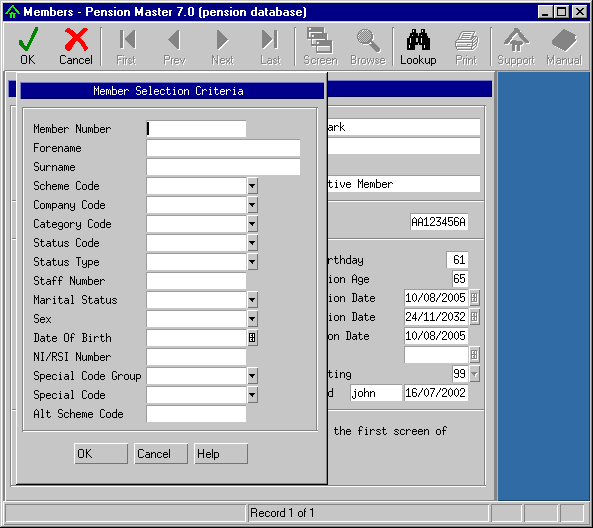 Members - Pension Master 7.0 (pension database)
OK Cancel First Prev Next Last Screen Browse Lookup Print Support Manual
Member Selection Criteria
Member Number
Forename
Surname
Scheme Code
Company Code
Category Code
Status Code
Status Type
Staff Number
Marital Status
Sex
Date Of Birth
NI/RSI Number
Special Code Group
Special Code
Alt Scheme Code
OK Cancel Help
ark
tive Member
AA123456A
rthday 61
ion Age 65
ion Date 10/08/2005
ion Date 24/11/2032
on Date 10/08/2005
ting 99
d john 16/07/2002
the first screen of
Record 1 of 1